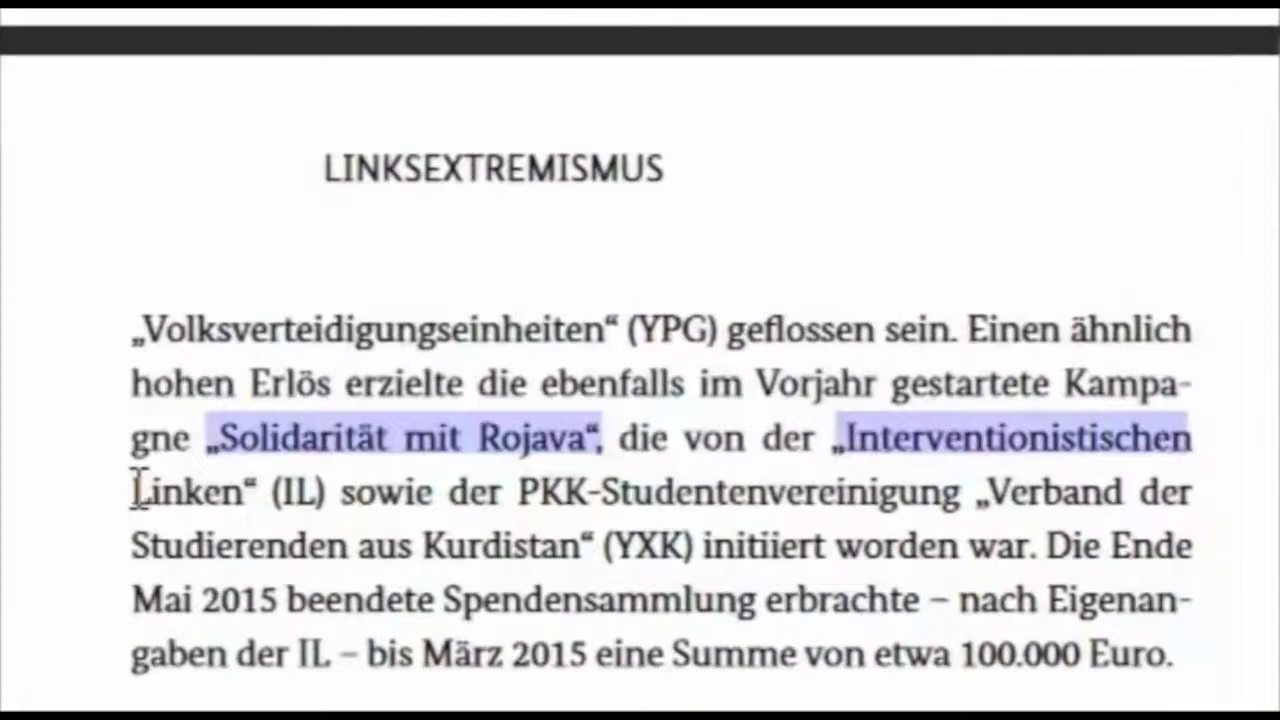 LINKSEXTREMISMUS
„Volksverteidigungseinheiten“ (YPG) geflossen sein. Einen ähnlich
hohen Erlös erzielte die ebenfalls im Vorjahr gestartete Kampa-
gne „Solidarität mit Rojava“, die von der „Interventionistischen
Linken“ (IL) sowie der PKK-Studentenvereinigung „Verband der
Studierenden aus Kurdistan“ (YXK) initiiert worden war. Die Ende
Mai 2015 beendete Spendensammlung erbrachte – nach Eigenan-
gaben der IL – bis März 2015 eine Summe von etwa 100.000 Euro.